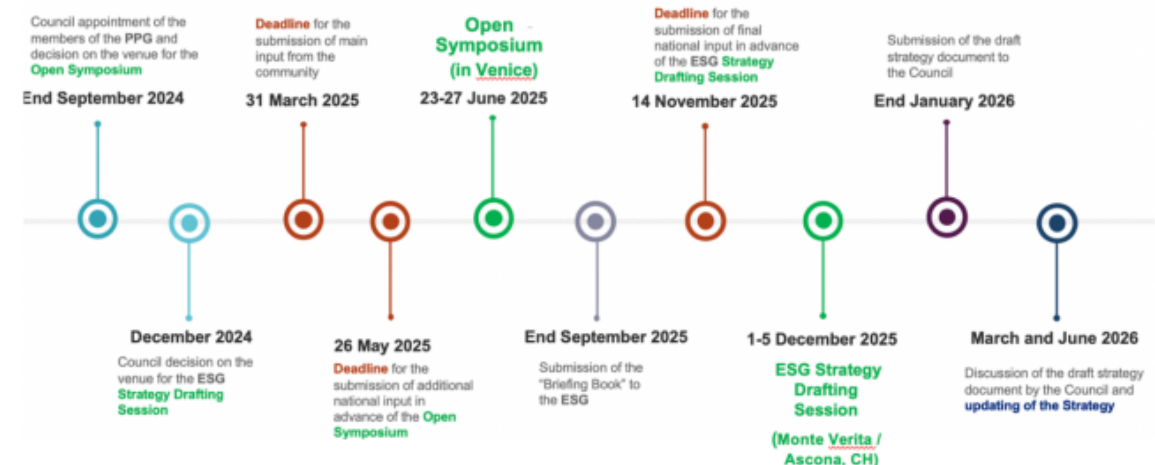 Council appointment of the
members of the PPG and
decision on the venue for the
Open Symposium
End September 2024
Deadline for the
submission of main
input from the
community
31 March 2025
Open
Symposium
(in Venice)
23-27 June 2025
Deadline for the
submission of final
national input in advance
of the ESG Strategy
Drafting Session
14 November 2025
Submission of the draft
strategy document to
the Council
End January 2026
December 2024
Council decision on the
venue for the ESG
Strategy Drafting
Session
26 May 2025
Deadline for the
submission of additional
national input in
advance of the Open
Symposium
End September 2025
Submission of the
"Briefing Book" to
the ESG
1-5 December 2025
ESG Strategy
Drafting
Session
(Monte Verita /
Ascona, CH)
March and June 2026
Discussion of the draft strategy
document by the Council and
updating of the Strategy